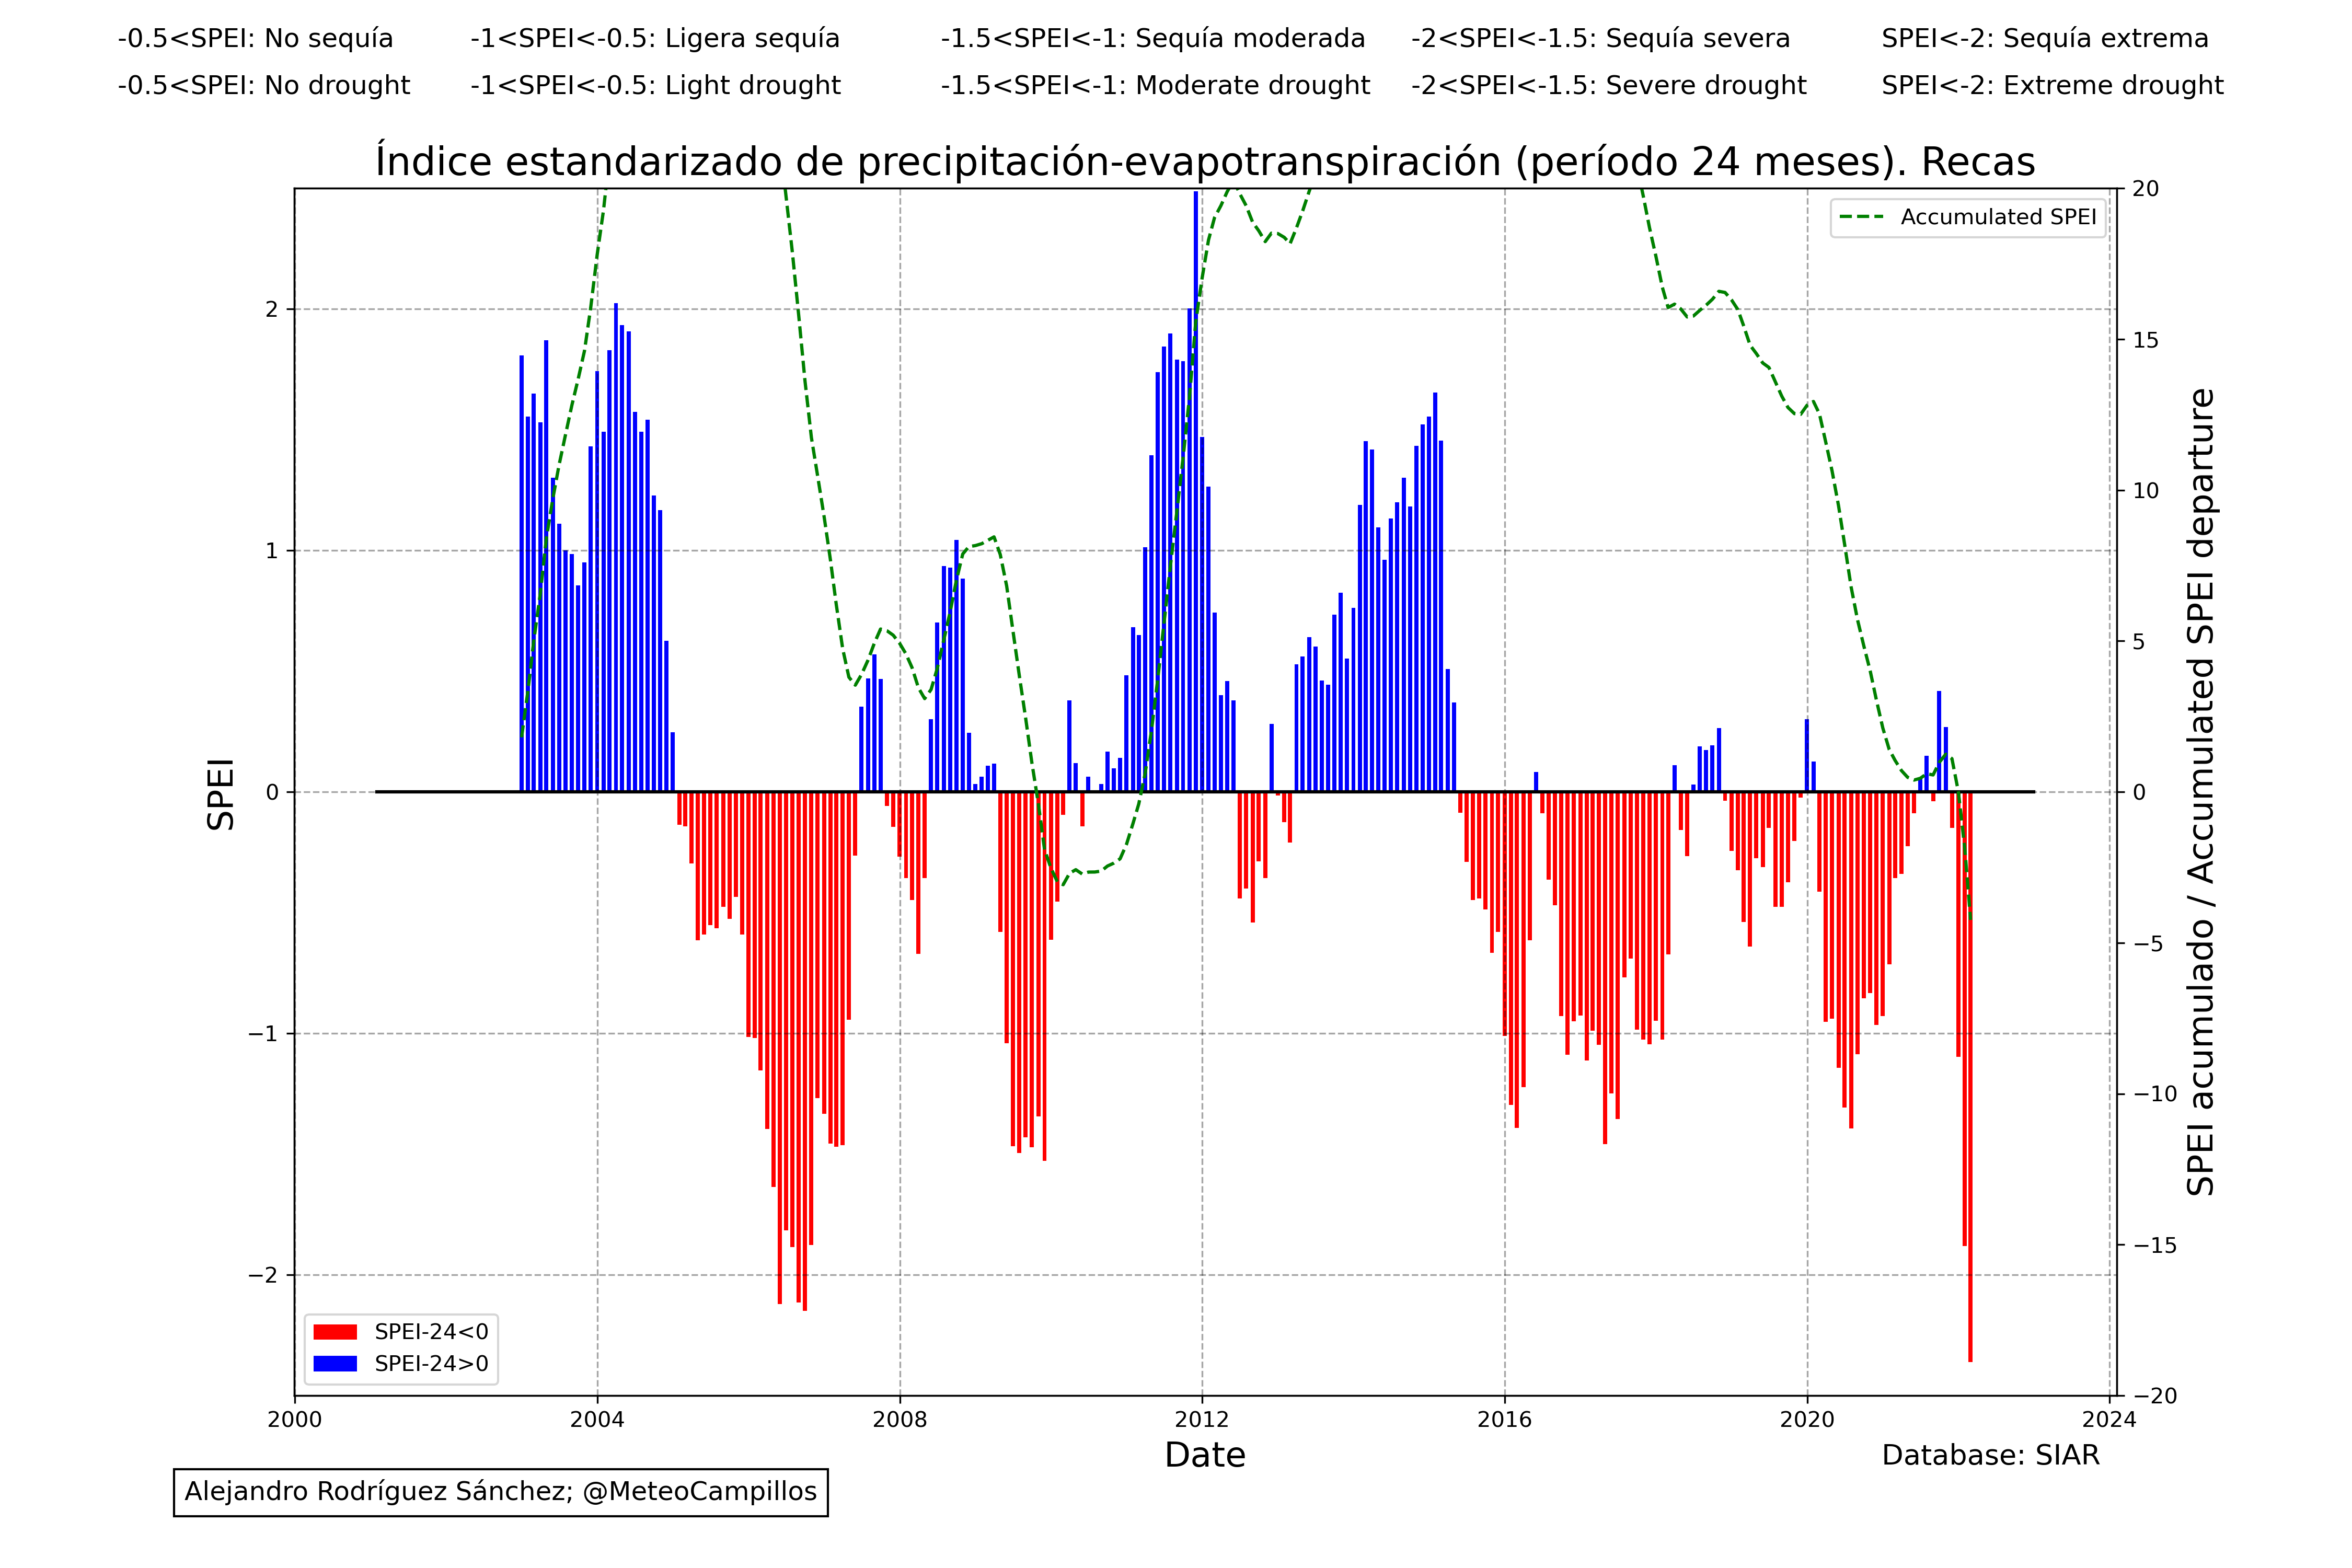 -0.5<SPEI: No sequía -1<SPEI<-0.5: Ligera sequía -1.5<SPEI<-1: Sequía moderada -2<SPEI<-1.5: Sequía severa SPEI<-2: Sequía extrema
-0.5<SPEI: No drought -1<SPEI<-0.5: Light drought -1.5<SPEI<-1: Moderate drought -2<SPEI<-1.5: Severe drought SPEI<-2: Extreme drought
Índice estandarizado de precipitación-evapotranspiración (período 24 meses). Recas
Accumulated SPEI
SPEI
2
1
0
−1
−2
20
15
10
5
0
−5
−10
−15
−20
SPEI acumulado / Accumulated SPEI departure
SPEI-24<0
SPEI-24>0
2000 2004 2008 2012 2016 2020 2024
Date
Database: SIAR
Alejandro Rodríguez Sánchez; @MeteoCampillos